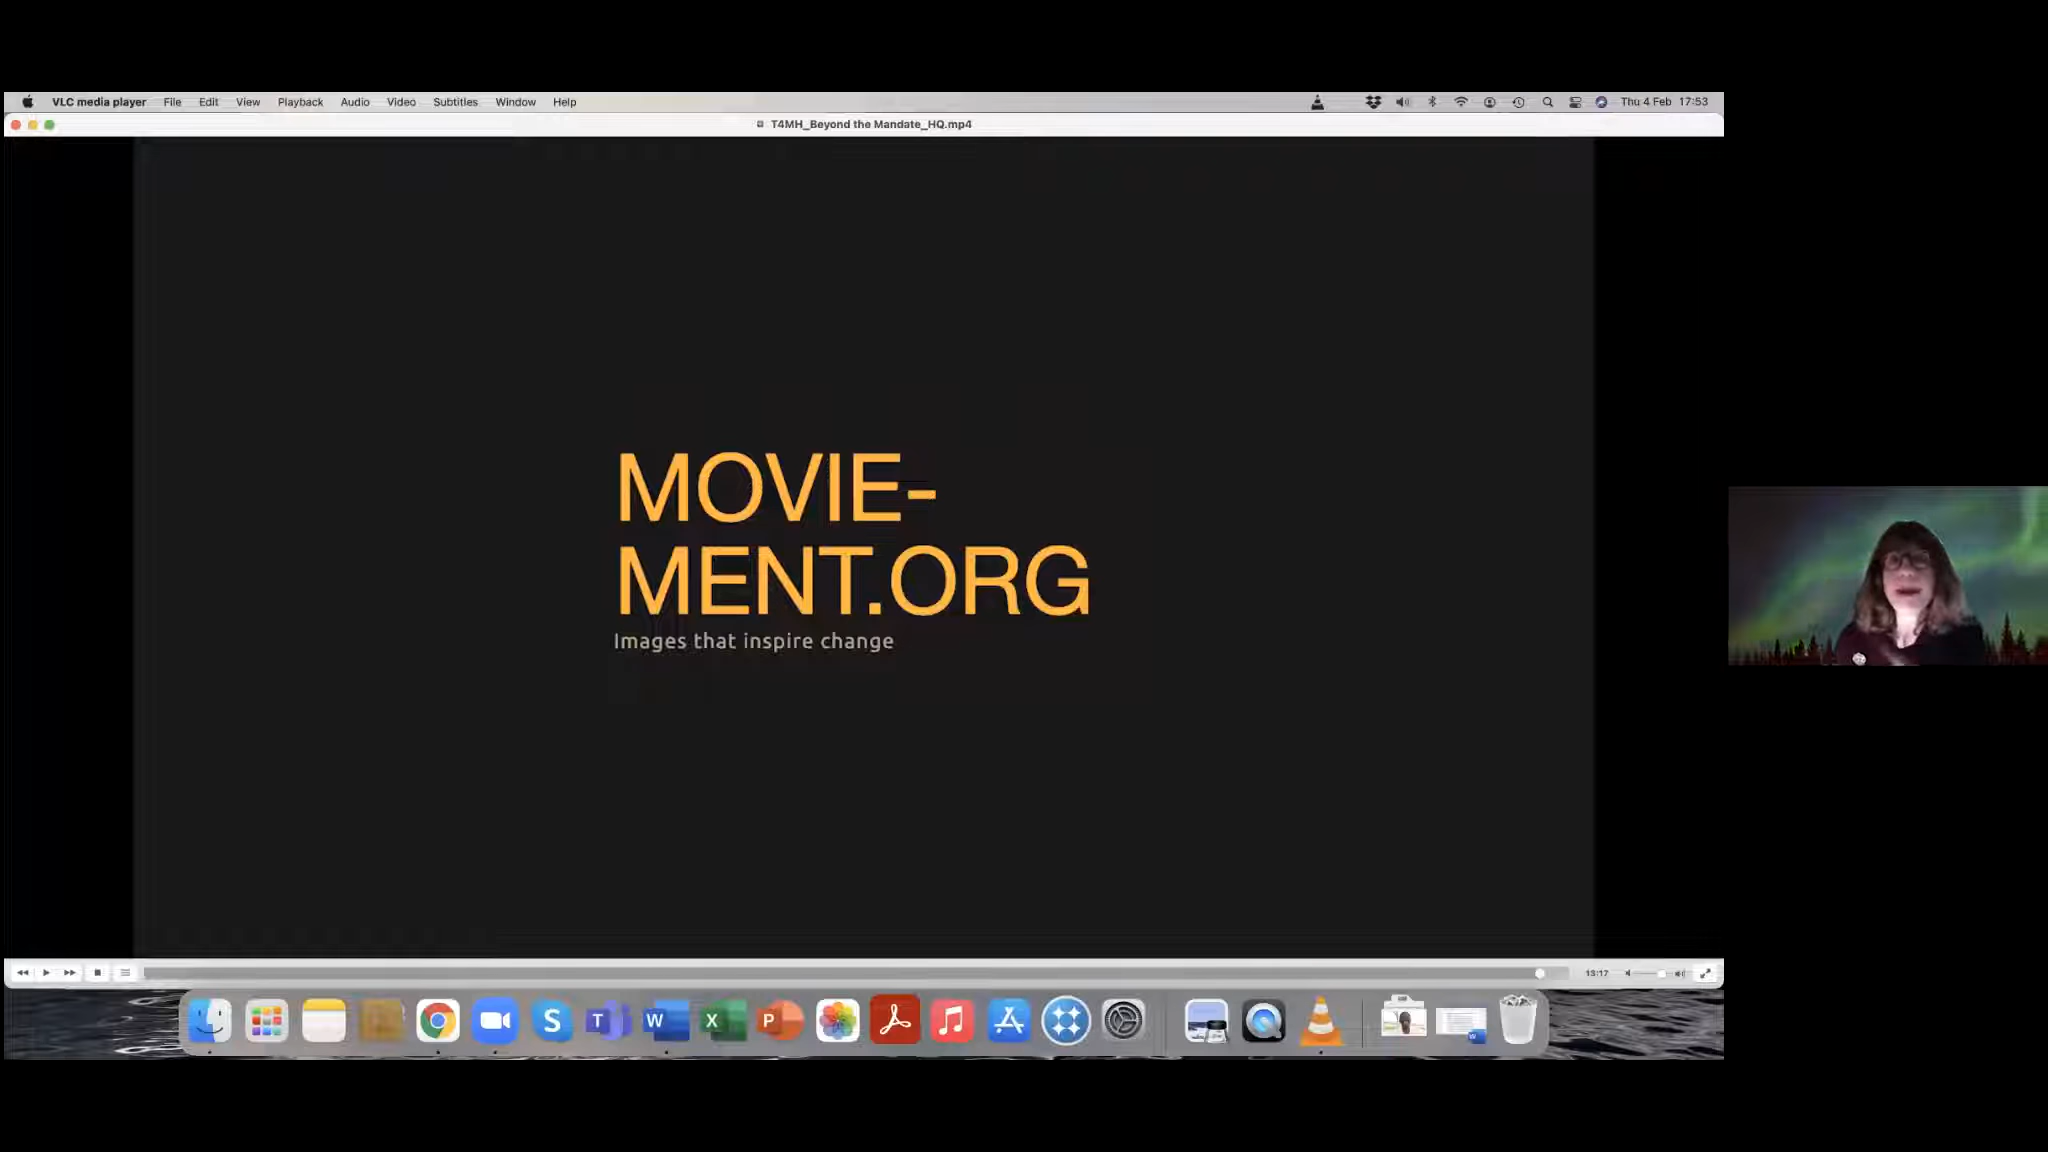 VLC media player File Edit View Playback Audio Video Subtitles Window Help Thu 4 Feb 17:53
T4MH_Beyond the Mandate_HQ.mp4
MOVIE-
MENT.ORG
Images that inspire change
13:17
S T W X P
W